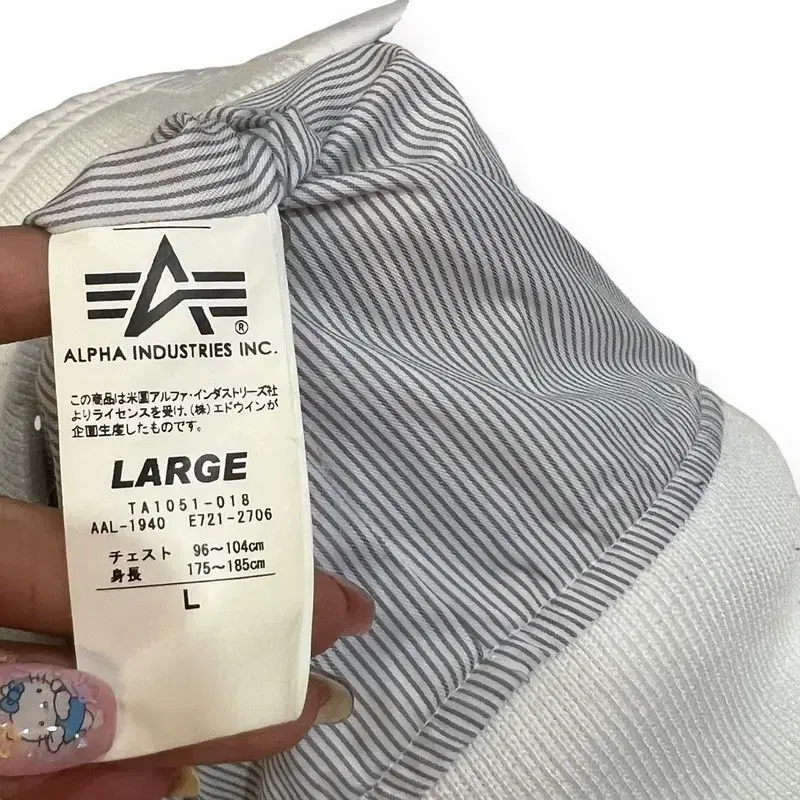 ®
ALPHA INDUSTRIES INC.
この商品は米国アルファ・インダストリーズ社
よりライセンスを受け、(株)エドウインが
企画生産したものです。
LARGE
TA1051-018
AAL-1940 E721-2706
チェスト 96〜104cm
身長 175〜185cm
L